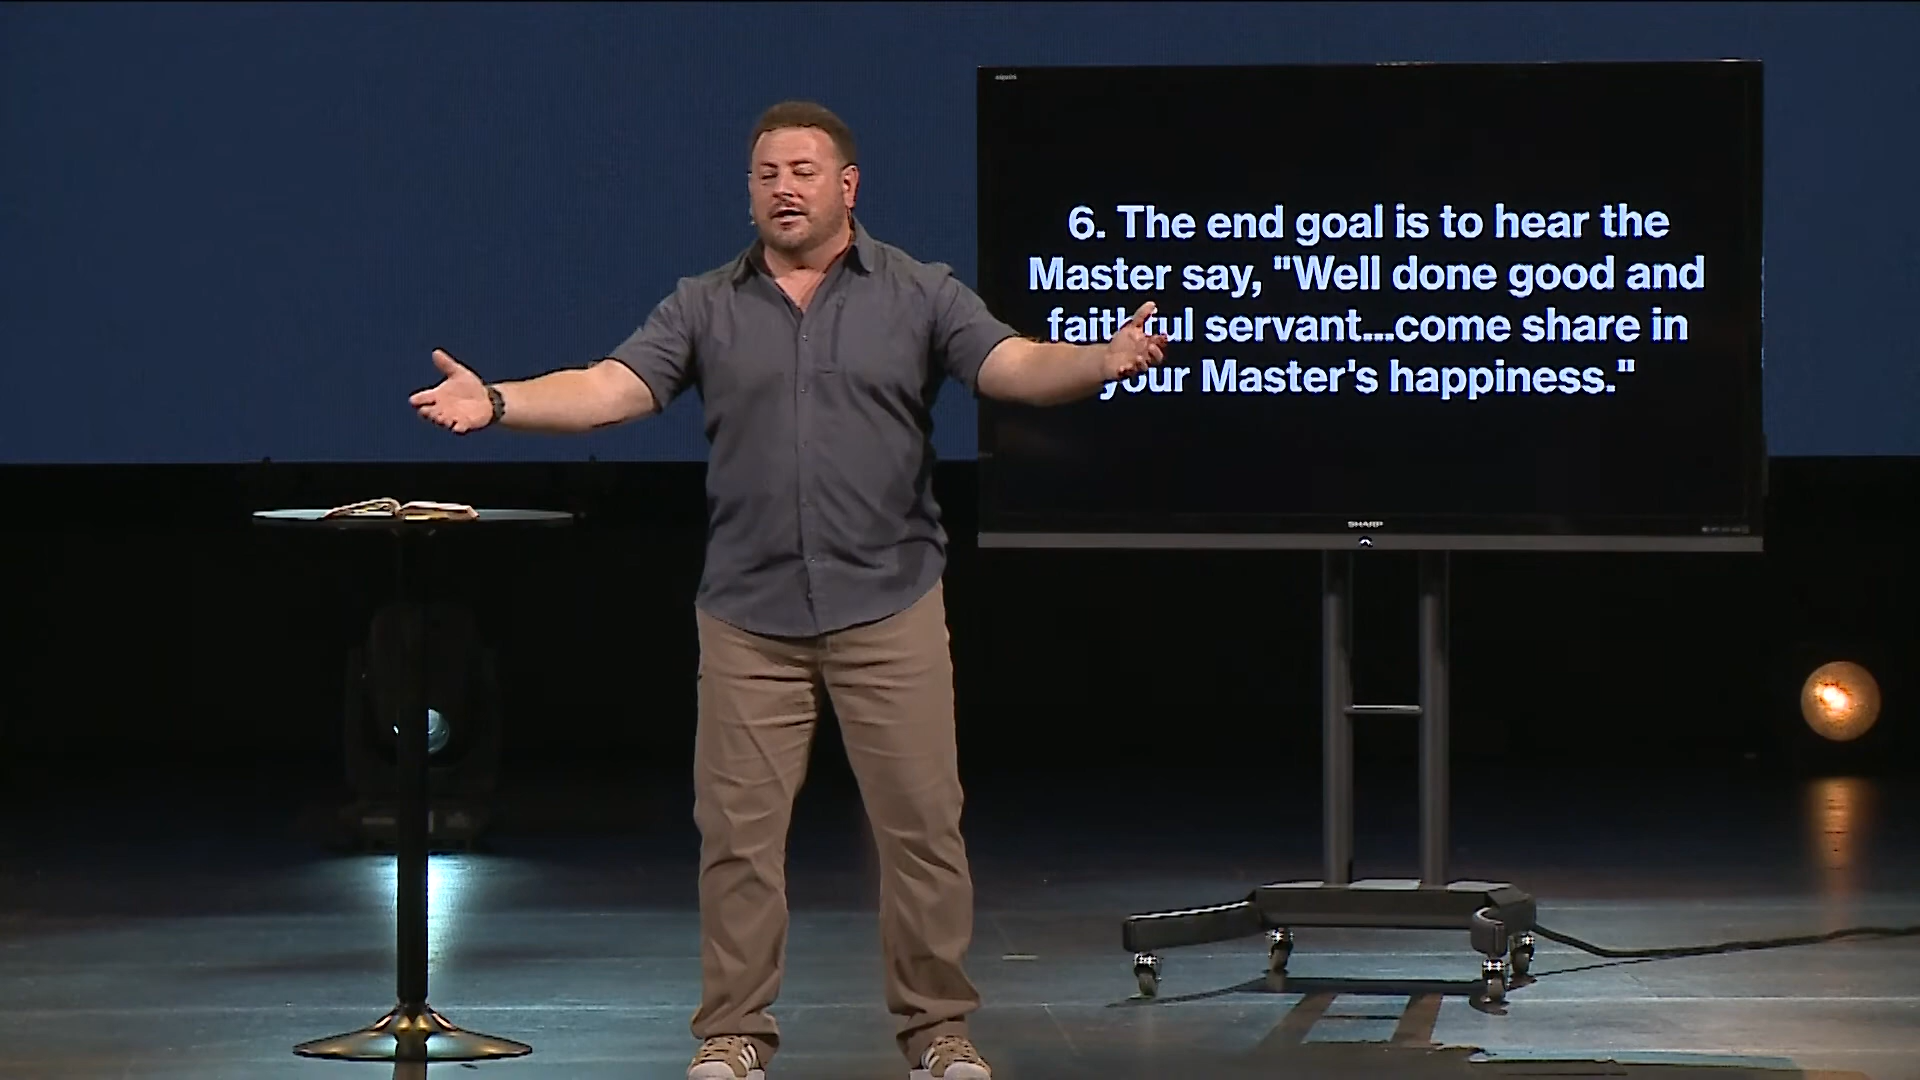 aquos
6. The end goal is to hear the
Master say, "Well done good and
faithful servant...come share in
your Master's happiness."
SHARP